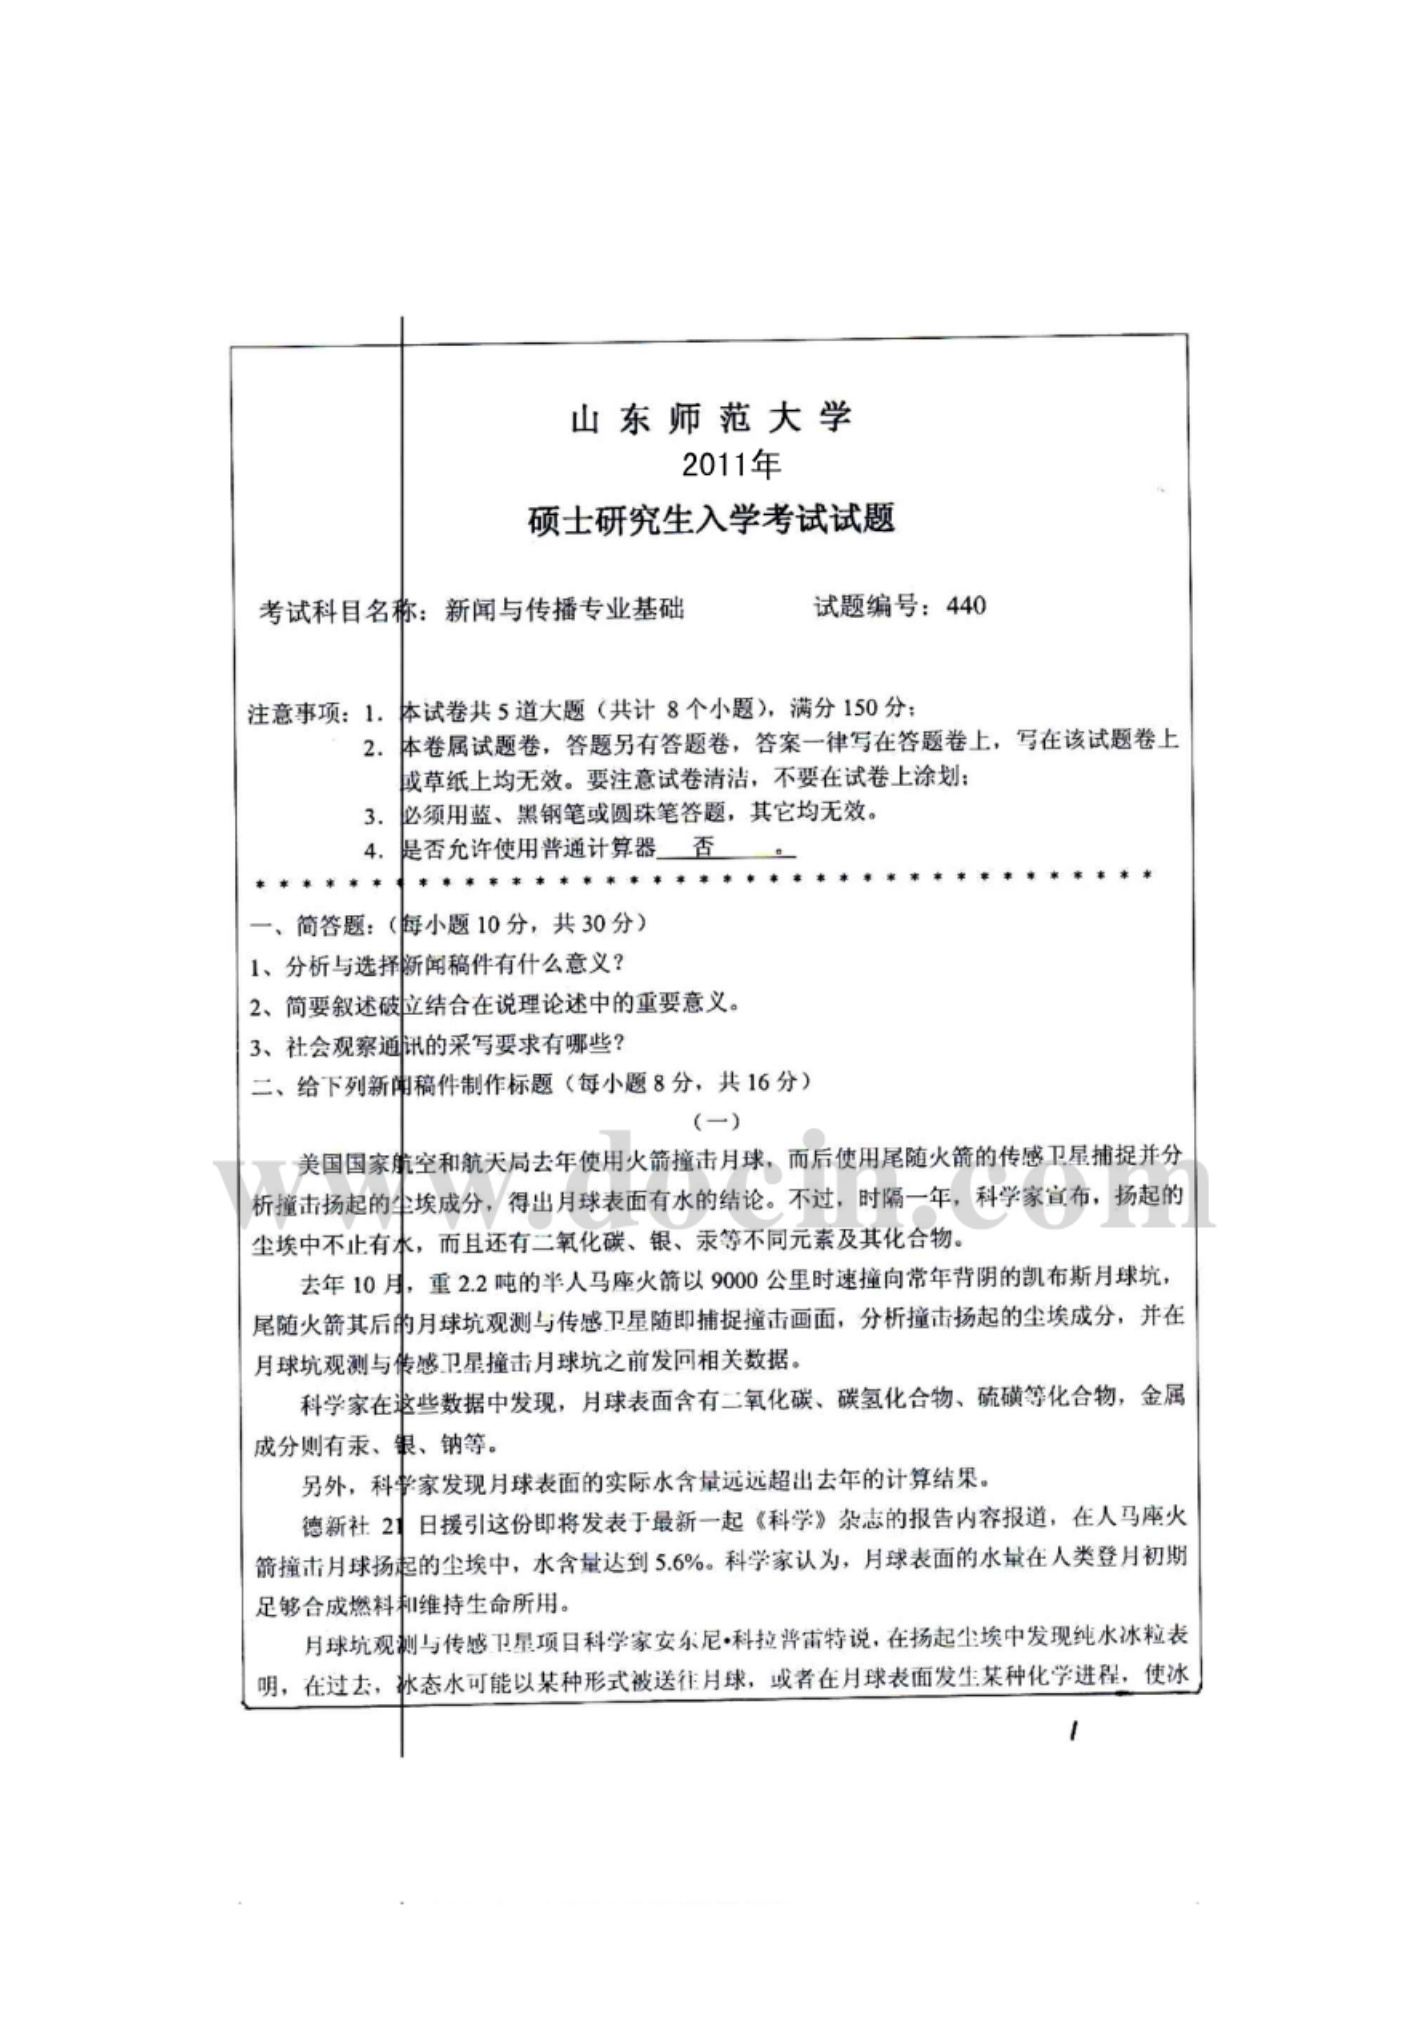 山东师范大学
2011年
硕士研究生入学考试试题
考试科目名称：新闻与传播专业基础 试题编号：440
注意事项：1．本试卷共5道大题（共计 8个小题），满分150分；
2．本卷属试题卷，答题另有答题卷，答案一律写在答题卷上，写在该试题卷上
或草纸上均无效。要注意试卷清洁，不要在试卷上涂划；
3．必须用蓝、黑钢笔或圆珠笔答题，其它均无效。
4．是否允许使用普通计算器 否 。
* * * * * * * * * * * * * * * * * * * * * * * * * * * * * * * * * * * * * * *
一、简答题：（每小题10分，共30分）
1、分析与选择新闻稿件有什么意义？
2、简要叙述破立结合在说理论述中的重要意义。
3、社会观察通讯的采写要求有哪些？
二、给下列新闻稿件制作标题（每小题8分，共16分）
（一）
美国国家航空和航天局去年使用火箭撞击月球，而后使用尾随火箭的传感卫星捕捉并分
析撞击扬起的尘埃成分，得出月球表面有水的结论。不过，时隔一年，科学家宣布，扬起的
尘埃中不止有水，而且还有二氧化碳、银、汞等不同元素及其化合物。
去年10月，重2.2吨的半人马座火箭以9000公里时速撞向常年背阴的凯布斯月球坑，
尾随火箭其后的月球坑观测与传感卫星随即捕捉撞击画面，分析撞击扬起的尘埃成分，并在
月球坑观测与传感卫星撞击月球坑之前发回相关数据。
科学家在这些数据中发现，月球表面含有二氧化碳、碳氢化合物、硫磺等化合物，金属
成分则有汞、银、钠等。
另外，科学家发现月球表面的实际水含量远远超出去年的计算结果。
德新社 21 日援引这份即将发表于最新一起《科学》杂志的报告内容报道，在人马座火
箭撞击月球扬起的尘埃中，水含量达到5.6%。科学家认为，月球表面的水量在人类登月初期
足够合成燃料和维持生命所用。
月球坑观测与传感卫星项目科学家安东尼•科拉普雷特说，在扬起尘埃中发现纯水冰粒表
明，在过去，冰态水可能以某种形式被送往月球，或者在月球表面发生某种化学进程，使冰
1
www.docin.com